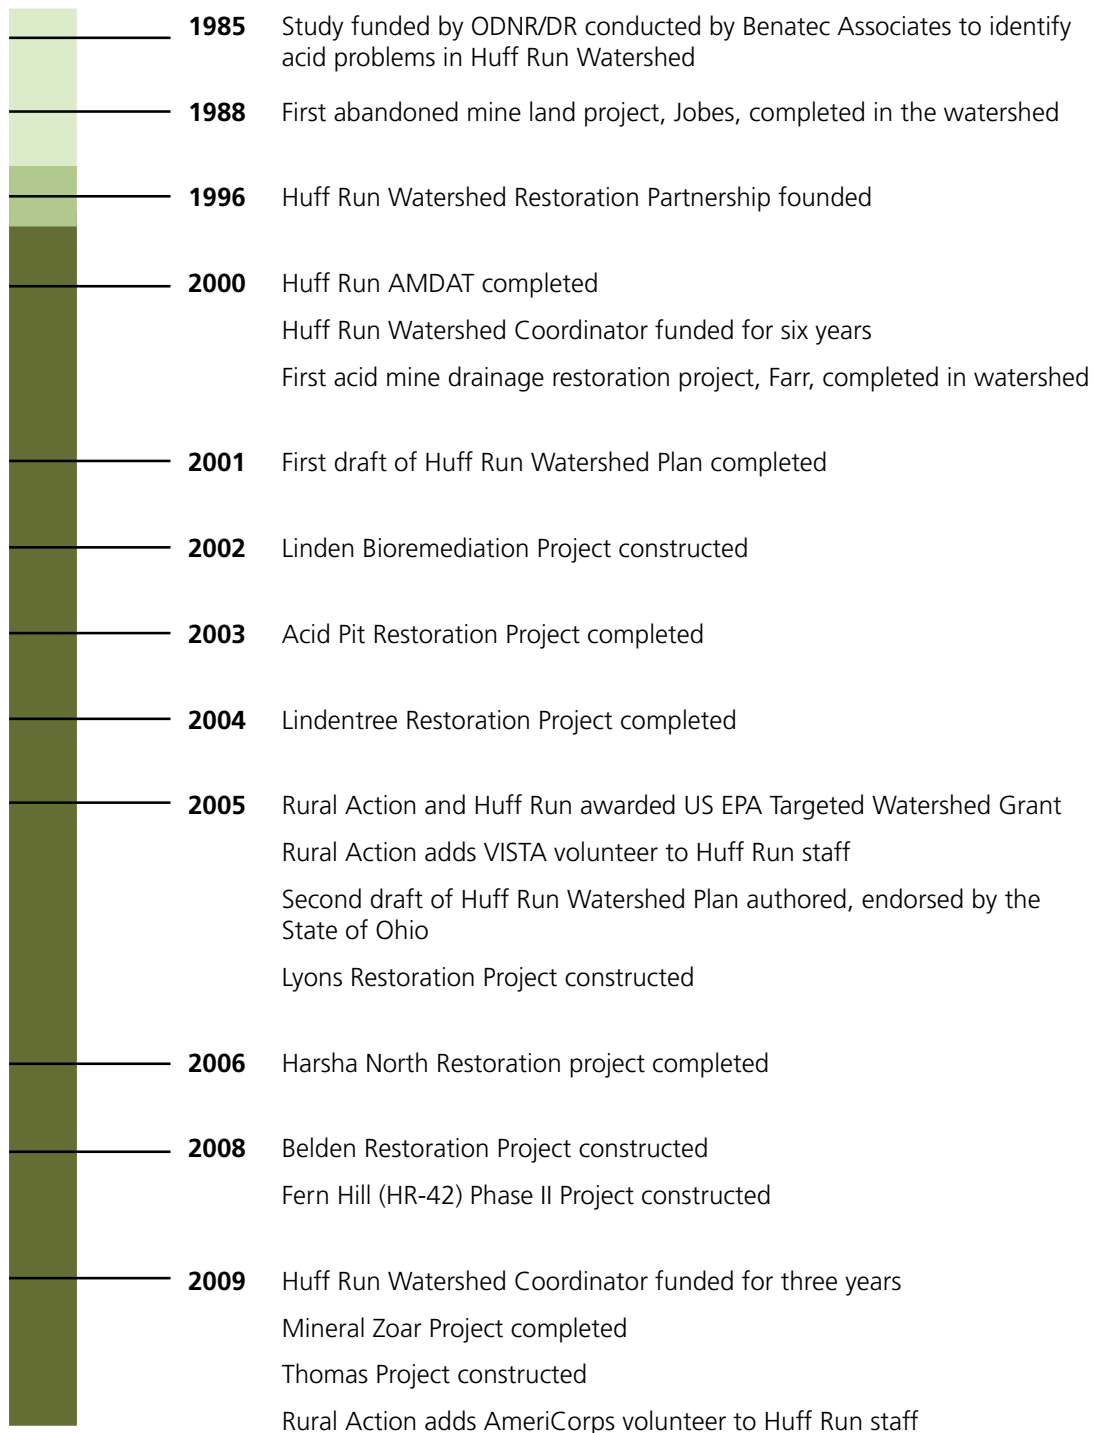 1985 Study funded by ODNR/DR conducted by Benatec Associates to identify
acid problems in Huff Run Watershed
1988 First abandoned mine land project, Jobes, completed in the watershed
1996 Huff Run Watershed Restoration Partnership founded
2000 Huff Run AMDAT completed
Huff Run Watershed Coordinator funded for six years
First acid mine drainage restoration project, Farr, completed in watershed
2001 First draft of Huff Run Watershed Plan completed
2002 Linden Bioremediation Project constructed
2003 Acid Pit Restoration Project completed
2004 Lindentree Restoration Project completed
2005 Rural Action and Huff Run awarded US EPA Targeted Watershed Grant
Rural Action adds VISTA volunteer to Huff Run staff
Second draft of Huff Run Watershed Plan authored, endorsed by the
State of Ohio
Lyons Restoration Project constructed
2006 Harsha North Restoration project completed
2008 Belden Restoration Project constructed
Fern Hill (HR-42) Phase II Project constructed
2009 Huff Run Watershed Coordinator funded for three years
Mineral Zoar Project completed
Thomas Project constructed
Rural Action adds AmeriCorps volunteer to Huff Run staff